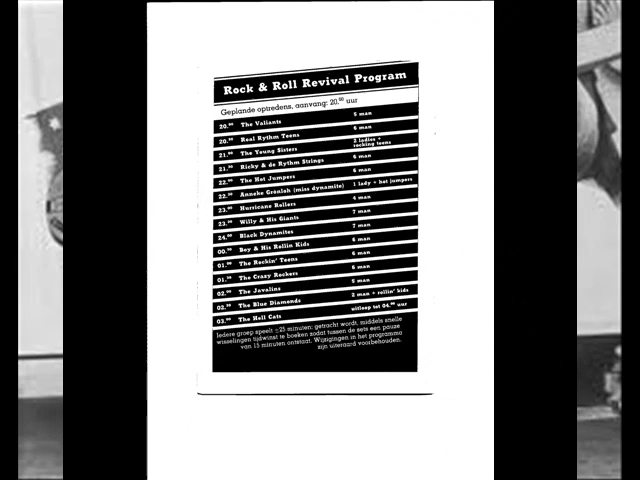 Rock & Roll Revival Program
Geplande optredens, aanvang: 20.⁰⁰ uur
20.⁰⁰ The Valiants 5 man
20.³⁰ Real Rythm Teens 6 man
21.⁰⁰ The Young Sisters 2 ladies + rocking teens
21.³⁰ Ricky & de Rythm Strings 6 man
22.⁰⁰ The Hot Jumpers 6 man
22.³⁰ Anneke Grönloh (miss dynamite) 1 lady + hot jumpers
23.⁰⁰ Hurricane Rollers 4 man
23.³⁰ Willy & His Giants 7 man
24.⁰⁰ Black Dynamites 7 man
00.³⁰ Boy & His Rollin Kids 6 man
01.⁰⁰ The Rockin' Teens 6 man
01.³⁰ The Crazy Rockers 6 man
02.⁰⁰ The Javalins 5 man
02.³⁰ The Blue Diamonds 2 man + rollin' kids
03.⁰⁰ The Hell Cats uitloop tot 04.⁰⁰ uur
Iedere groep speelt ±25 minuten: getracht wordt, middels snelle
wisselingen tijdwinst te boeken zodat tussen de sets een pauze
van 15 minuten ontstaat. Wijzigingen in het programma
zijn uiteraard voorbehouden.